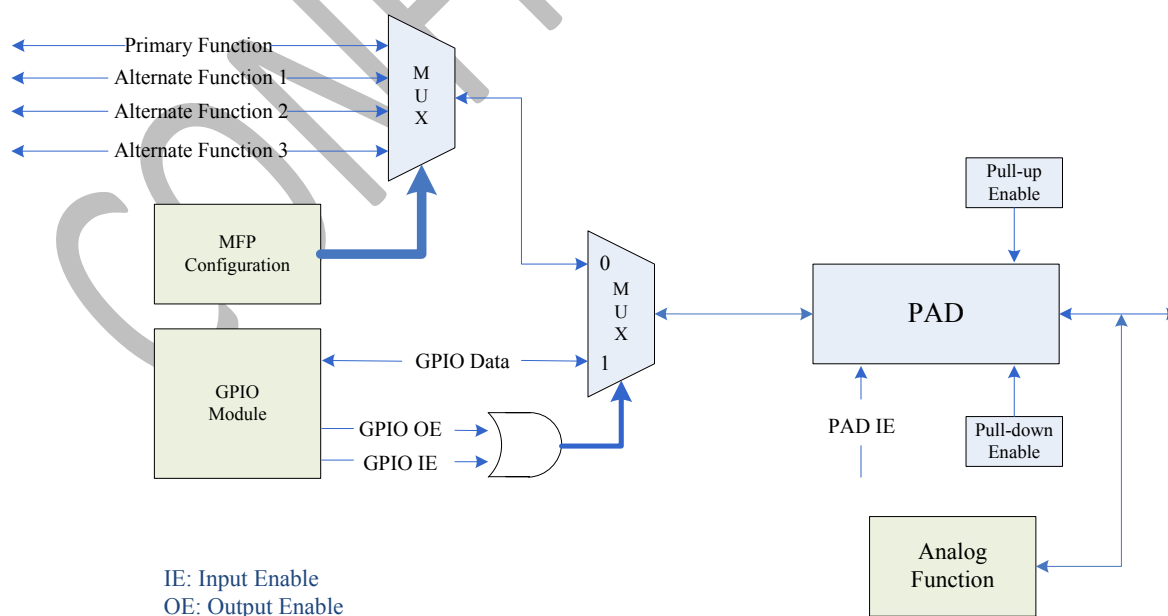 Primary Function
Alternate Function 1
Alternate Function 2
Alternate Function 3
M
U
X
MFP
Configuration
Pull-up
Enable
0
M
U
X
1
PAD
GPIO Data
GPIO
Module
GPIO OE
GPIO IE
PAD IE
Pull-down
Enable
Analog
Function
IE: Input Enable
OE: Output Enable